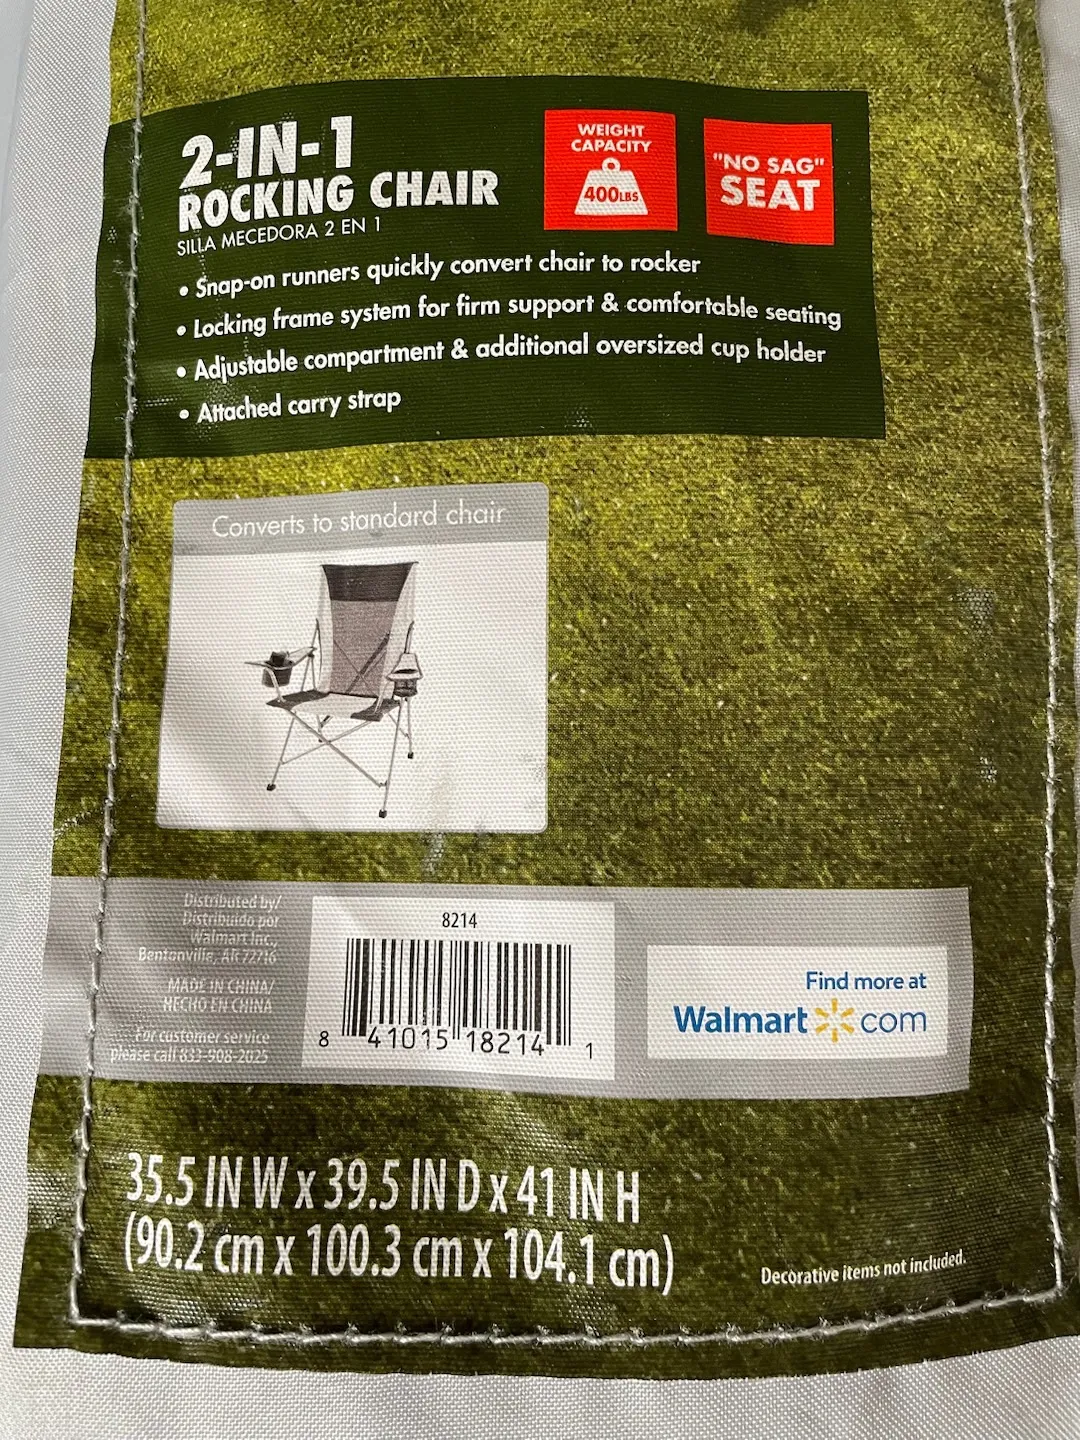 2-IN-1
ROCKING CHAIR
SILLA MECEDORA 2 EN 1
WEIGHT
CAPACITY
400LBS
"NO SAG"
SEAT
• Snap-on runners quickly convert chair to rocker
• Locking frame system for firm support & comfortable seating
• Adjustable compartment & additional oversized cup holder
• Attached carry strap
Converts to standard chair
Distributed by/
Distribuido por
Walmart Inc.,
Bentonville, AR 72716
MADE IN CHINA/
HECHO EN CHINA
For customer service
please call 833-908-2025
8214
8 41015 18214 1
Find more at
Walmart com
35.5 IN W x 39.5 IN D x 41 IN H
(90.2 cm x 100.3 cm x 104.1 cm)
Decorative items not included.